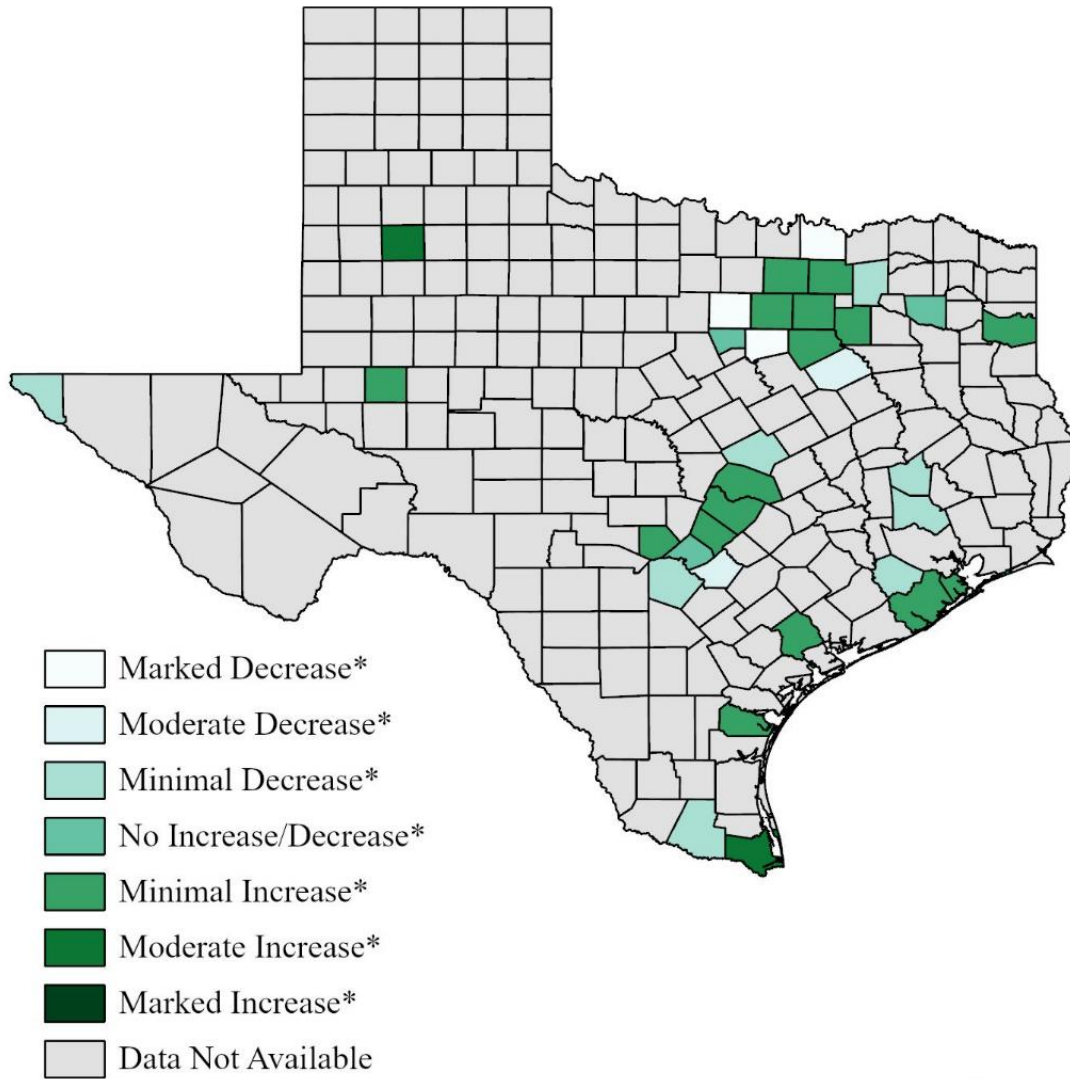 Marked Decrease*
Moderate Decrease*
Minimal Decrease*
No Increase/Decrease*
Minimal Increase*
Moderate Increase*
Marked Increase*
Data Not Available